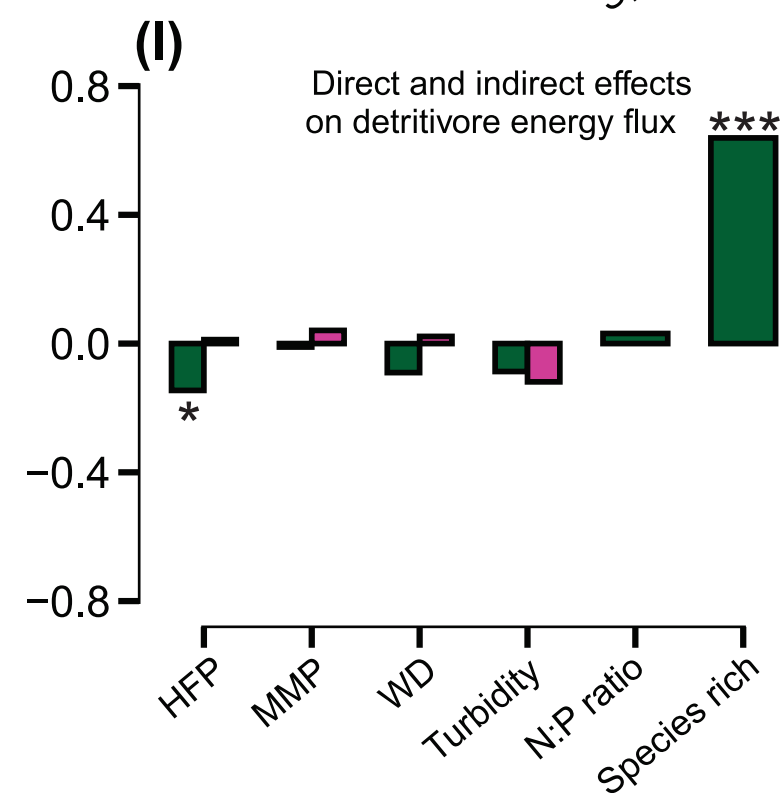 (I)
Direct and indirect effects
on detritivore energy flux
***
0.8
0.4
0.0
−0.4
−0.8
*
HFP
MMP
WD
Turbidity
N:P ratio
Species rich